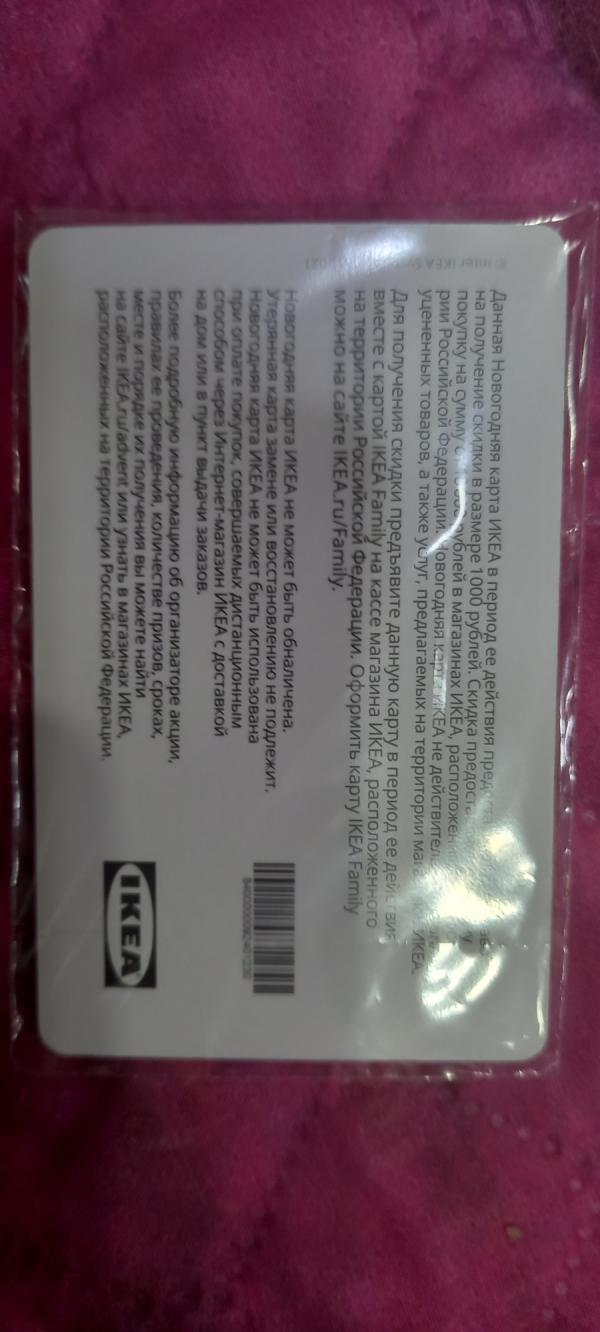 Данная Новогодняя карта ИКЕА в период ее действия
на получение скидки в размере 1000 рублей. Скидка
покупку на сумму рублей в магазинах ИКЕА,
рии Российской Федерации. Новогодняя карта ИКЕА не
уцененных товаров, а также услуг, предлагаемых на территории ИКЕА.
Для получения скидки предъявите данную карту в период ее действия
вместе с картой IKEA Family на кассе магазина ИКЕА, расположенного
на территории Российской Федерации. Оформить карту IKEA Family
можно на сайте IKEA.ru/Family.
Новогодняя карта ИКЕА не может быть обналичена.
Утерянная карта замене или восстановлению не подлежит.
Новогодняя карта ИКЕА не может быть использована
при оплате покупок, совершаемых дистанционным
способом через Интернет-магазин ИКЕА с доставкой
на дом или в пункт выдачи заказов.
Более подробную информацию об организаторе акции,
правилах ее проведения, количестве призов, сроках,
месте и порядке их получения вы можете найти
на сайте IKEA.ru/advent или узнать в магазинах ИКЕА,
расположенных на территории Российской Федерации.
IKEA
© Inter IKEA